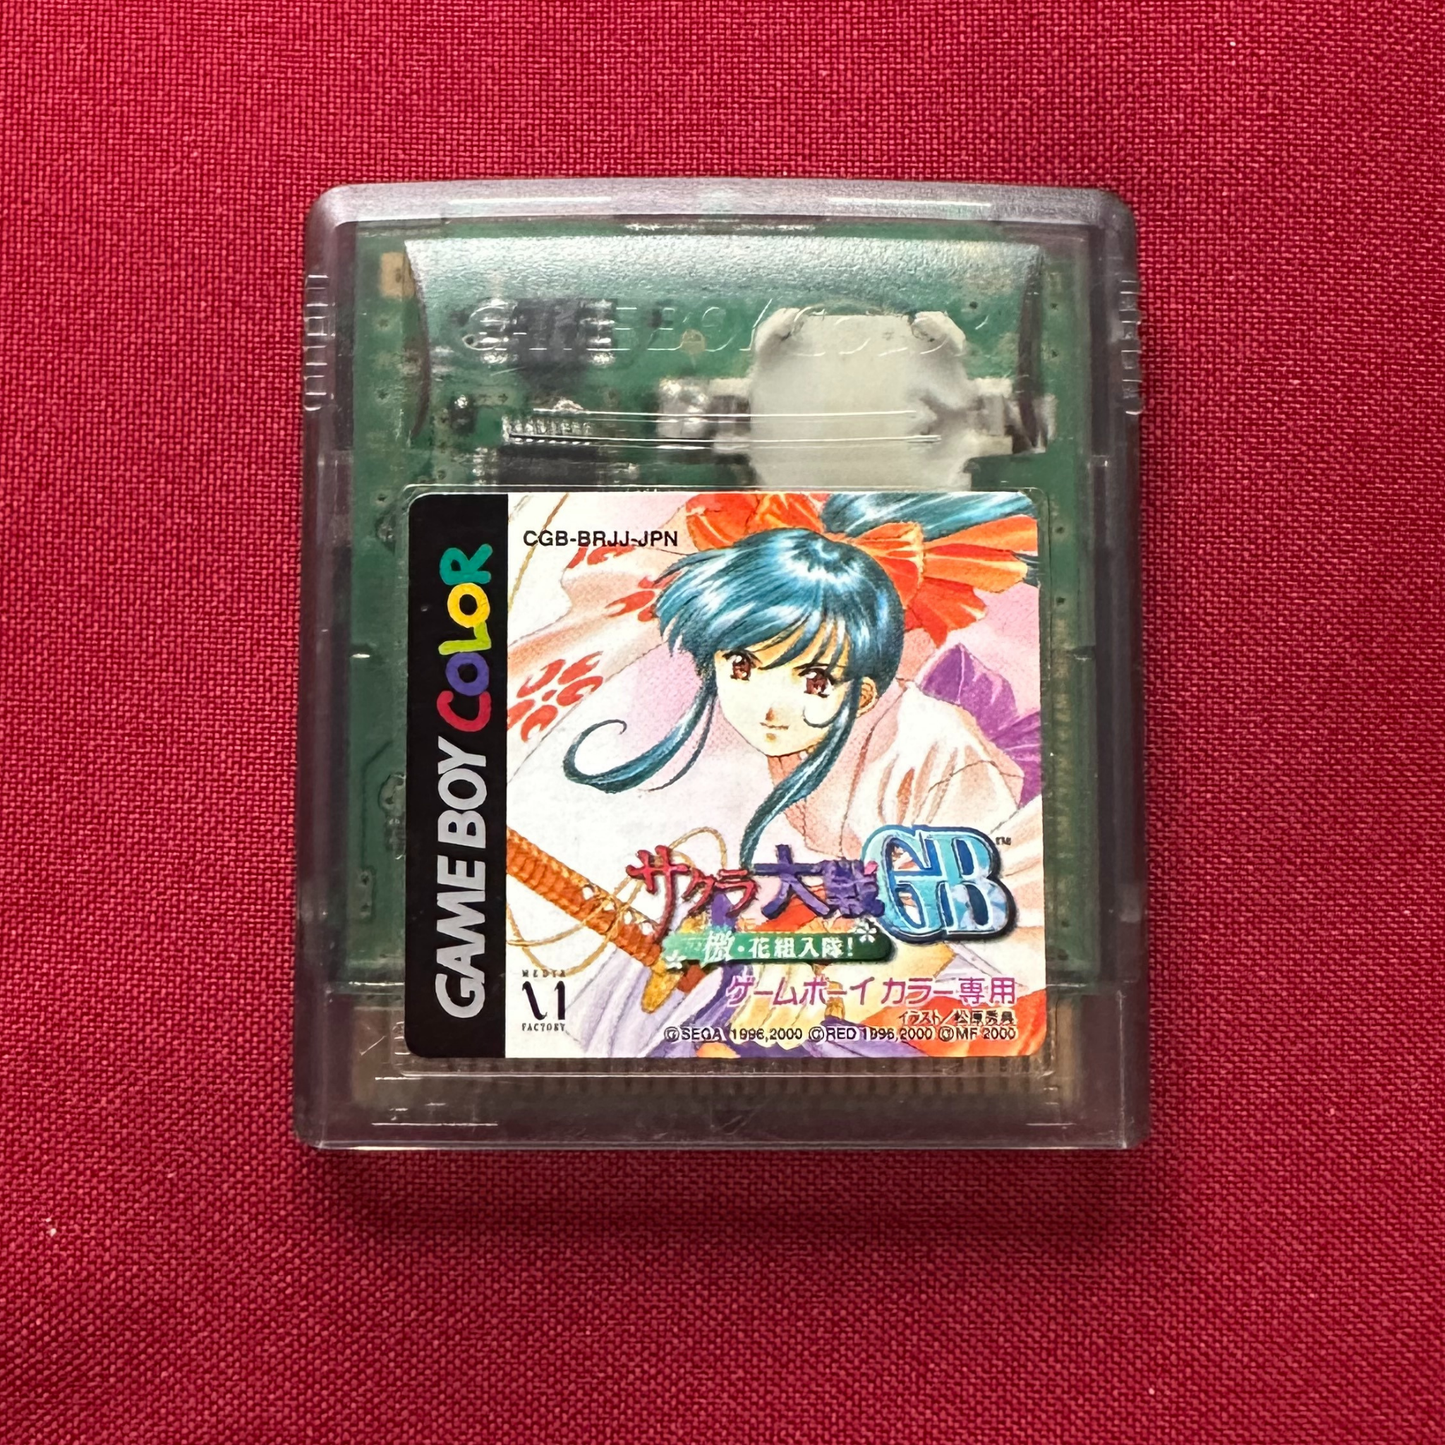 GAME BOY COLOR
GAME BOY COLOR
CGB-BRJJ-JPN
サクラ大戦GB™
檄・花組入隊!
MEDIA
FACTORY
ゲームボーイ カラー専用
イラスト/松原秀典
©SEGA 1996,2000 ©RED 1996,2000 ©MF 2000